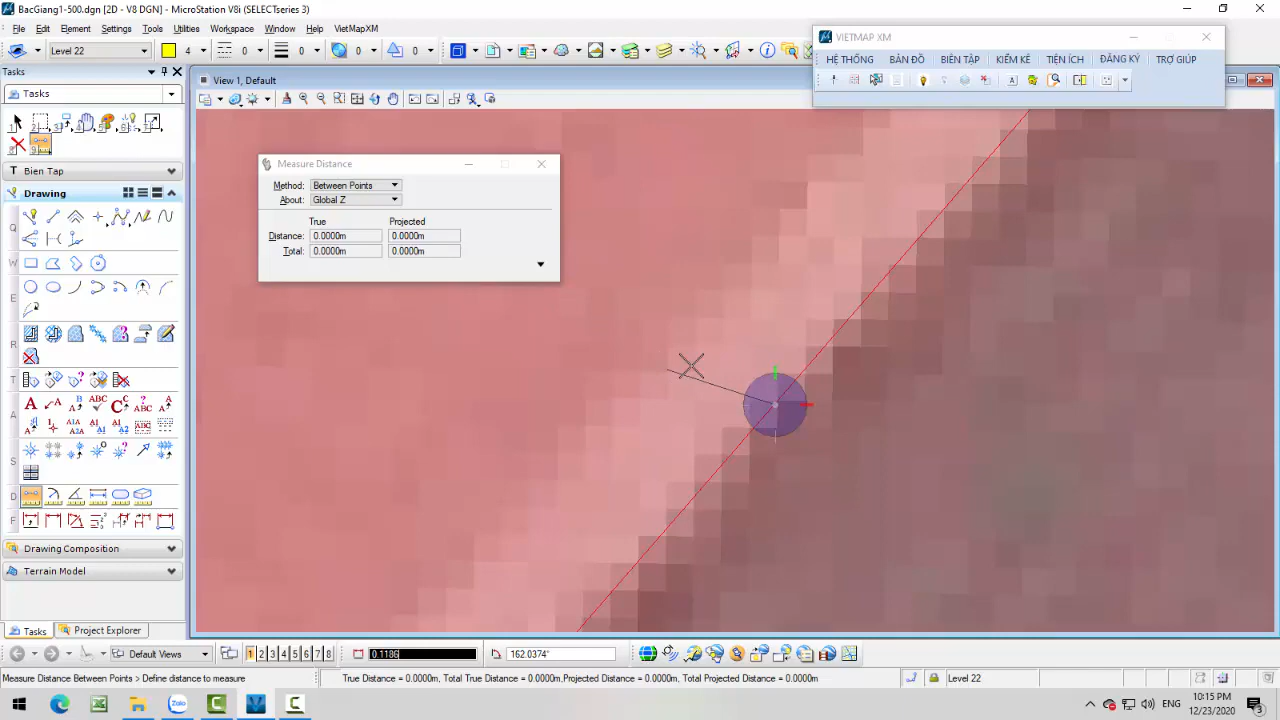 BacGiang1-500.dgn [2D - V8 DGN] - MicroStation V8i (SELECTseries 3)
File Edit Element Settings Tools Utilities Workspace Window Help VietMapXM
Level 22 4 0 0 0 0
VIETMAP XM
HỆ THỐNG BẢN ĐỒ BIÊN TẬP KIỂM KÊ TIỆN ÍCH ĐĂNG KÝ TRỢ GIÚP
Tasks
View 1, Default
Tasks
Bien Tap
Drawing
Q
W
E
R
T
A
S
D
F
Measure Distance
Method: Between Points
About: Global Z
True Projected
Distance: 0.0000m 0.0000m
Total: 0.0000m 0.0000m
Drawing Composition
Terrain Model
Tasks Project Explorer
Default Views 1 2 3 4 5 6 7 8 0.1186 162.0374°
Measure Distance Between Points > Define distance to measure True Distance = 0.0000m, Total True Distance = 0.0000m,Projected Distance = 0.0000m, Total Projected Distance = 0.0000m Level 22
Zalo
ENG
10:15 PM
12/23/2020
3